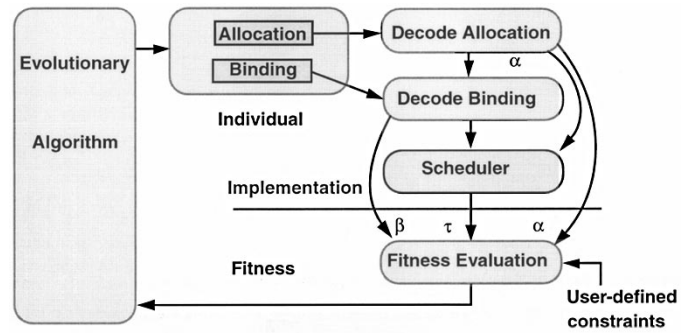 Evolutionary
Algorithm
Allocation
Binding
Individual
Decode Allocation
α
Decode Binding
Scheduler
Implementation
β
τ
α
Fitness
Fitness Evaluation
User-defined
constraints